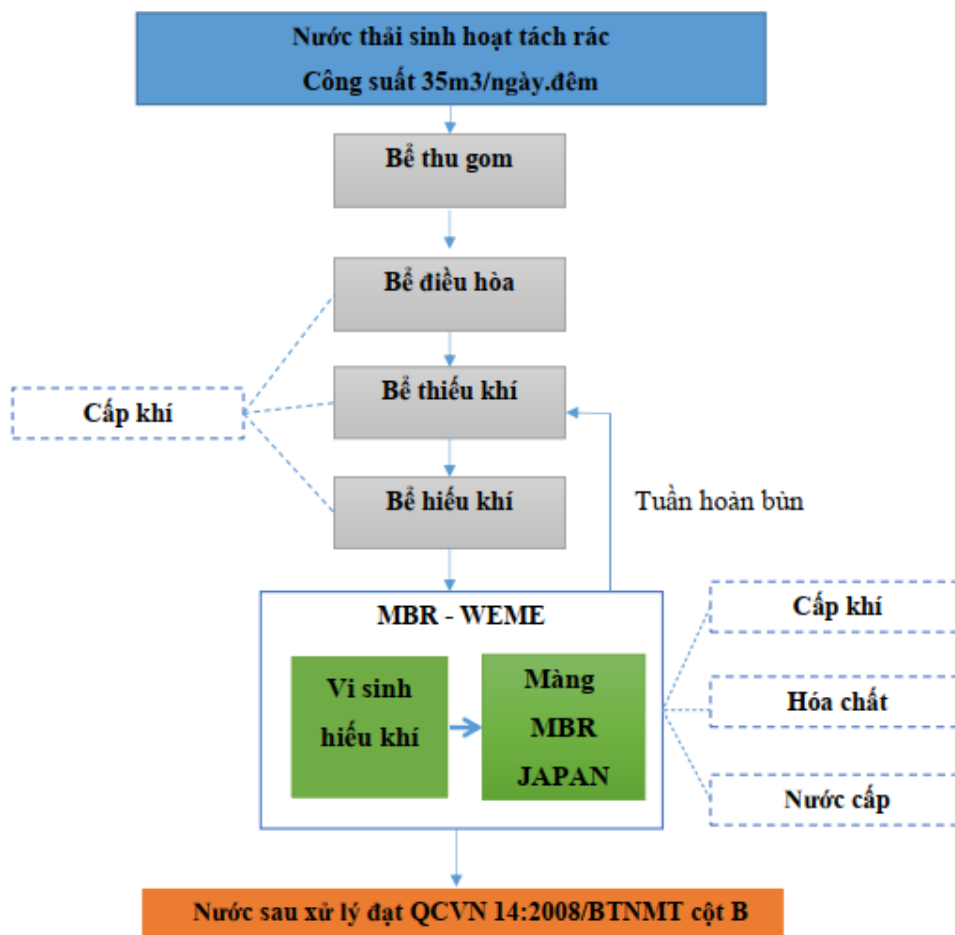 Nước thải sinh hoạt tách rác
Công suất 35m3/ngày.đêm
Bể thu gom
Bể điều hòa
Bể thiếu khí
Cấp khí
Bể hiếu khí
Tuần hoàn bùn
MBR - WEME
Vi sinh
hiếu khí
Màng
MBR
JAPAN
Cấp khí
Hóa chất
Nước cấp
Nước sau xử lý đạt QCVN 14:2008/BTNMT cột B